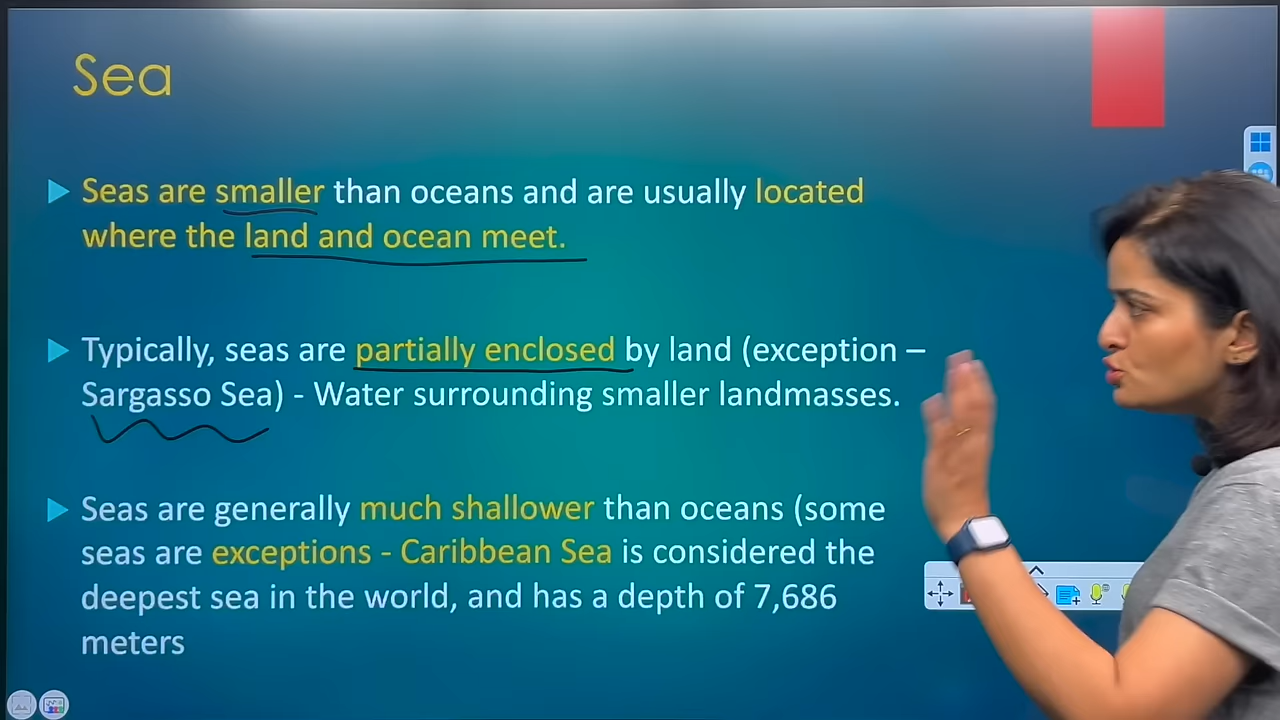 Sea
Seas are smaller than oceans and are usually located
where the land and ocean meet.
Typically, seas are partially enclosed by land (exception –
Sargasso Sea) - Water surrounding smaller landmasses.
Seas are generally much shallower than oceans (some
seas are exceptions - Caribbean Sea is considered the
deepest sea in the world, and has a depth of 7,686
meters